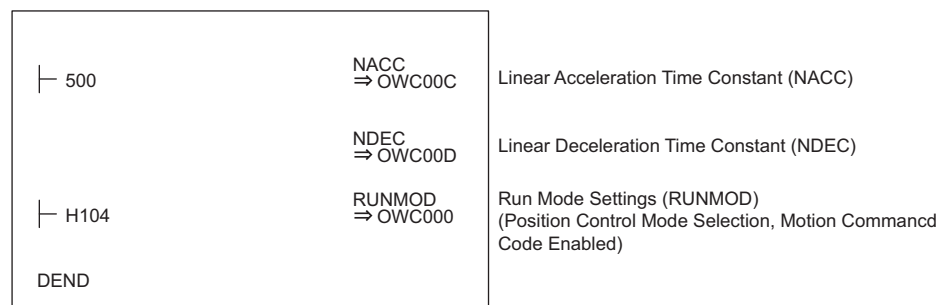 NACC
500 ⇒ OWC00C Linear Acceleration Time Constant (NACC)
NDEC
⇒ OWC00D Linear Deceleration Time Constant (NDEC)
RUNMOD Run Mode Settings (RUNMOD)
H104 ⇒ OWC000 (Position Control Mode Selection, Motion Commancd
Code Enabled)
DEND